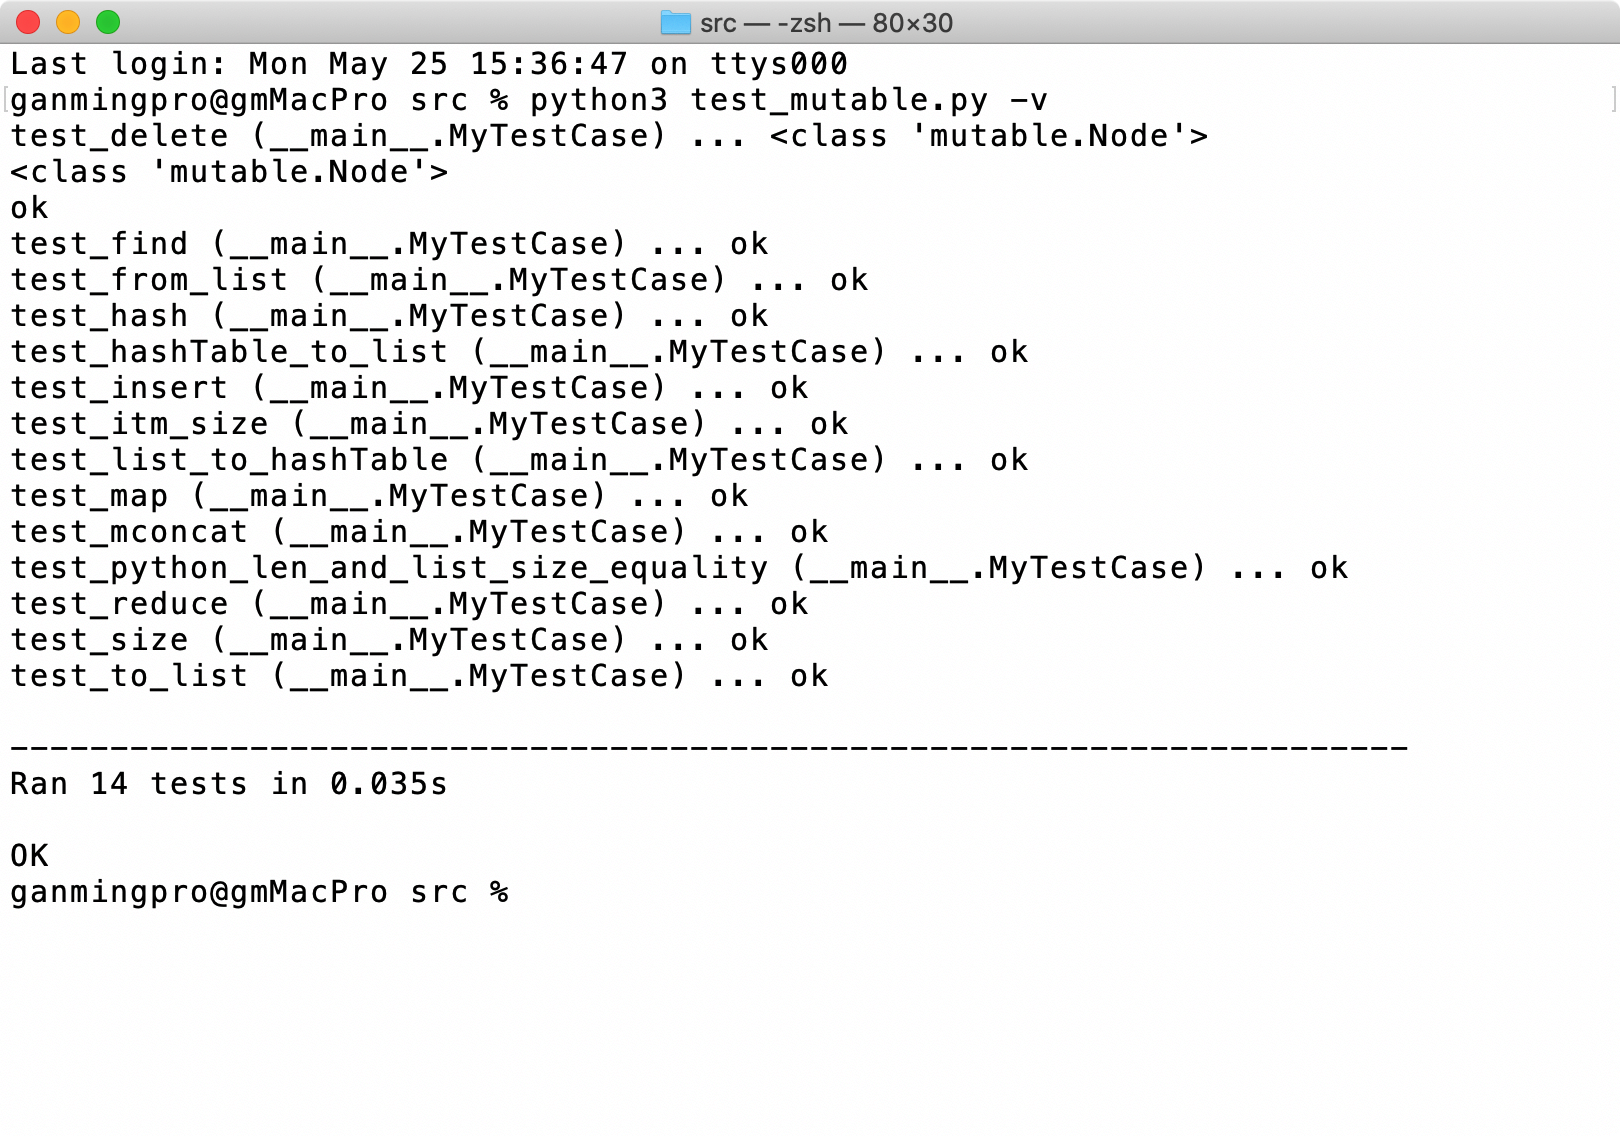 src — -zsh — 80×30
Last login: Mon May 25 15:36:47 on ttys000
[ganmingpro@gmMacPro src % python3 test_mutable.py -v ]
test_delete (__main__.MyTestCase) ... <class 'mutable.Node'>
<class 'mutable.Node'>
ok
test_find (__main__.MyTestCase) ... ok
test_from_list (__main__.MyTestCase) ... ok
test_hash (__main__.MyTestCase) ... ok
test_hashTable_to_list (__main__.MyTestCase) ... ok
test_insert (__main__.MyTestCase) ... ok
test_itm_size (__main__.MyTestCase) ... ok
test_list_to_hashTable (__main__.MyTestCase) ... ok
test_map (__main__.MyTestCase) ... ok
test_mconcat (__main__.MyTestCase) ... ok
test_python_len_and_list_size_equality (__main__.MyTestCase) ... ok
test_reduce (__main__.MyTestCase) ... ok
test_size (__main__.MyTestCase) ... ok
test_to_list (__main__.MyTestCase) ... ok
----------------------------------------------------------------------
Ran 14 tests in 0.035s
OK
ganmingpro@gmMacPro src %